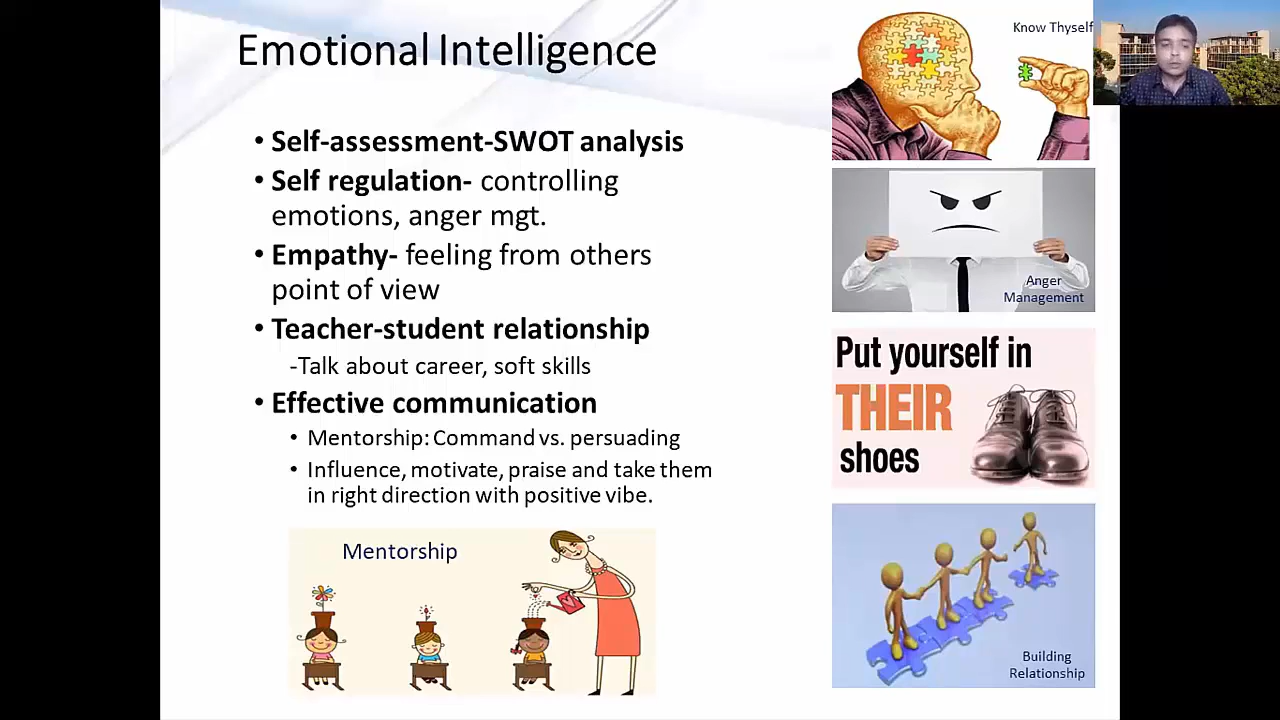 Emotional Intelligence
• Self-assessment-SWOT analysis
• Self regulation- controlling
emotions, anger mgt.
• Empathy- feeling from others
point of view
• Teacher-student relationship
-Talk about career, soft skills
• Effective communication
• Mentorship: Command vs. persuading
• Influence, motivate, praise and take them
in right direction with positive vibe.
Mentorship
Know Thyself
Anger
Management
Put yourself in
THEIR
shoes
Building
Relationship